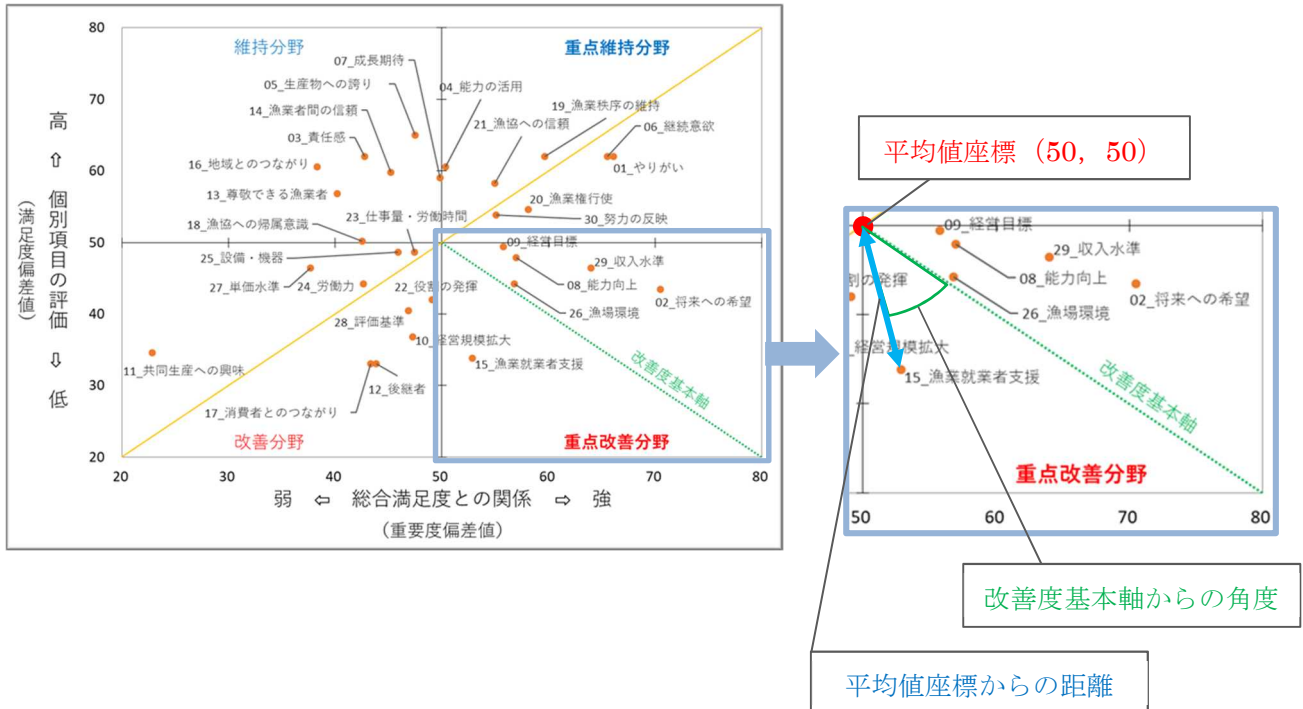 80
70
60
50
40
30
20
20
30
40
50
60
70
80
高 ⇧ 個別項目の評価 ⇩ 低
(満足度偏差値)
弱 ⇦ 総合満足度との関係 ⇨ 強
(重要度偏差値)
維持分野
重点維持分野
07_成長期待
05_生産物への誇り
04_能力の活用
14_漁業者間の信頼
19_漁業秩序の維持
21_漁協への信頼
06_継続意欲
03_責任感
16_地域とのつながり
01_やりがい
13_尊敬できる漁業者
20_漁業権行使
23_仕事量・労働時間
30_努力の反映
18_漁協への帰属意識
09_経営目標
25_設備・機器
29_収入水準
27_単価水準
24_労働力
22_役割の発揮
08_能力向上
02_将来への希望
26_漁場環境
28_評価基準
10_経営規模拡大
15_漁業就業者支援
11_共同生産への興味
12_後継者
17_消費者とのつながり
改善度基本軸
改善分野
重点改善分野
平均値座標（50，50）
09_経営目標
29_収入水準
割の発揮
08_能力向上
02_将来への希望
26_漁場環境
経営規模拡大
15_漁業就業者支援
改善度基本軸
重点改善分野
50
60
70
80
改善度基本軸からの角度
平均値座標からの距離